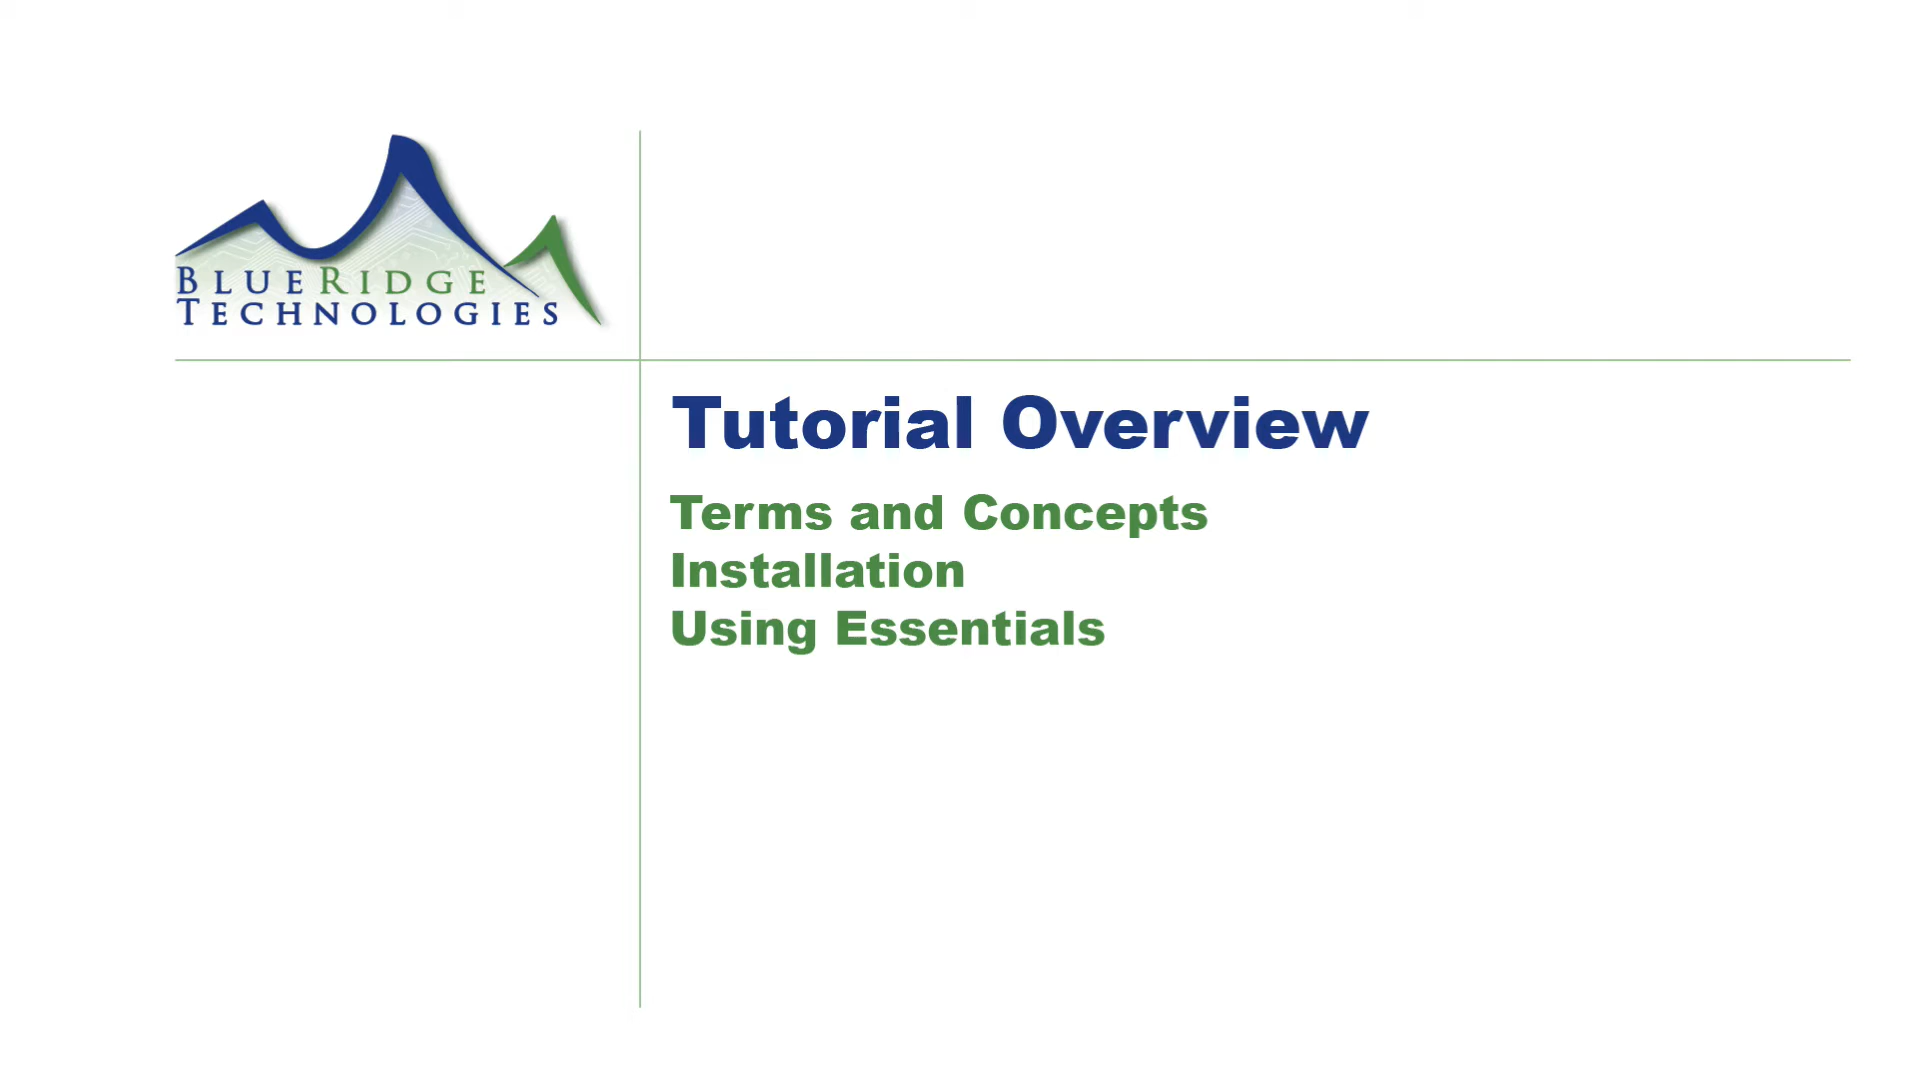 BLUERIDGE
TECHNOLOGIES
Tutorial Overview
Terms and Concepts
Installation
Using Essentials